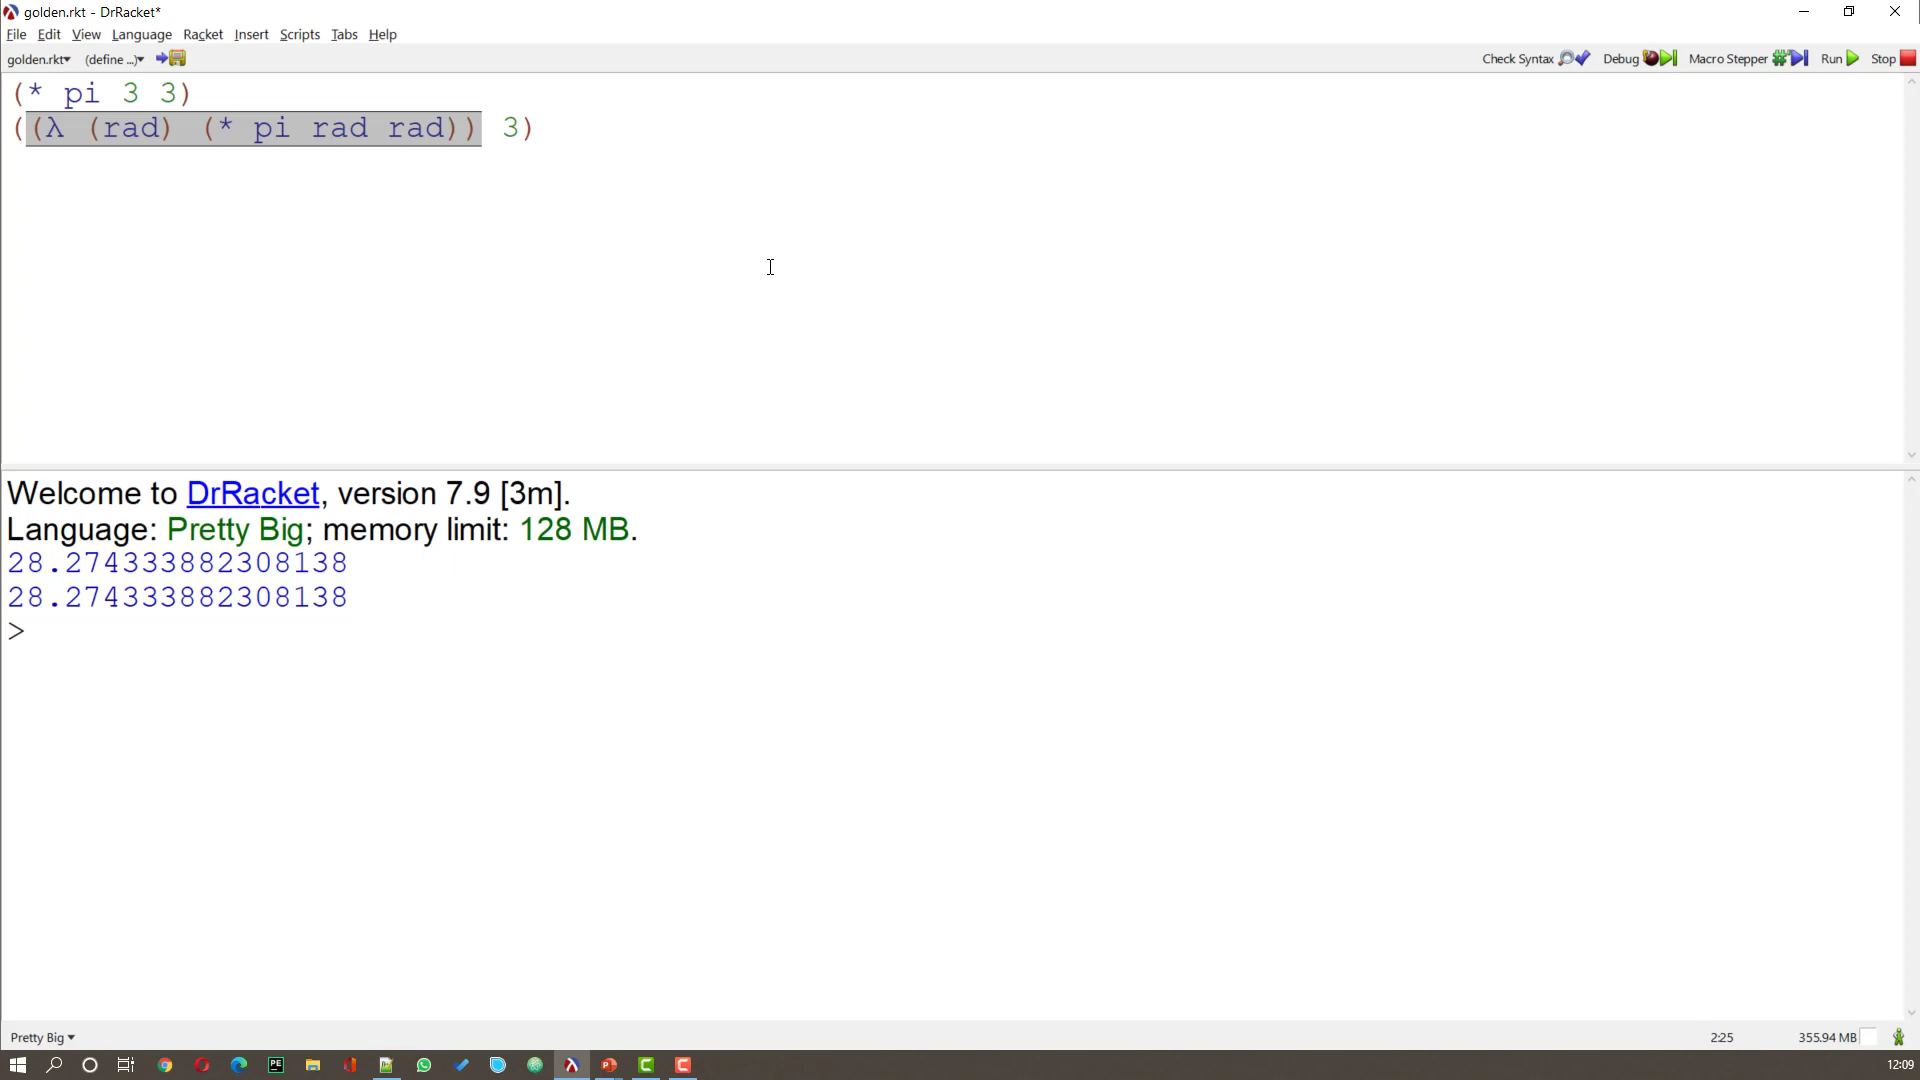 golden.rkt - DrRacket*
File Edit View Language Racket Insert Scripts Tabs Help
golden.rkt▾ (define ...)▾ Check Syntax Debug Macro Stepper Run Stop
(* pi 3 3)
((λ (rad) (* pi rad rad)) 3)
Welcome to DrRacket, version 7.9 [3m].
Language: Pretty Big; memory limit: 128 MB.
28.274333882308138
28.274333882308138
>
Pretty Big▾ 2:25 355.94 MB
12:09